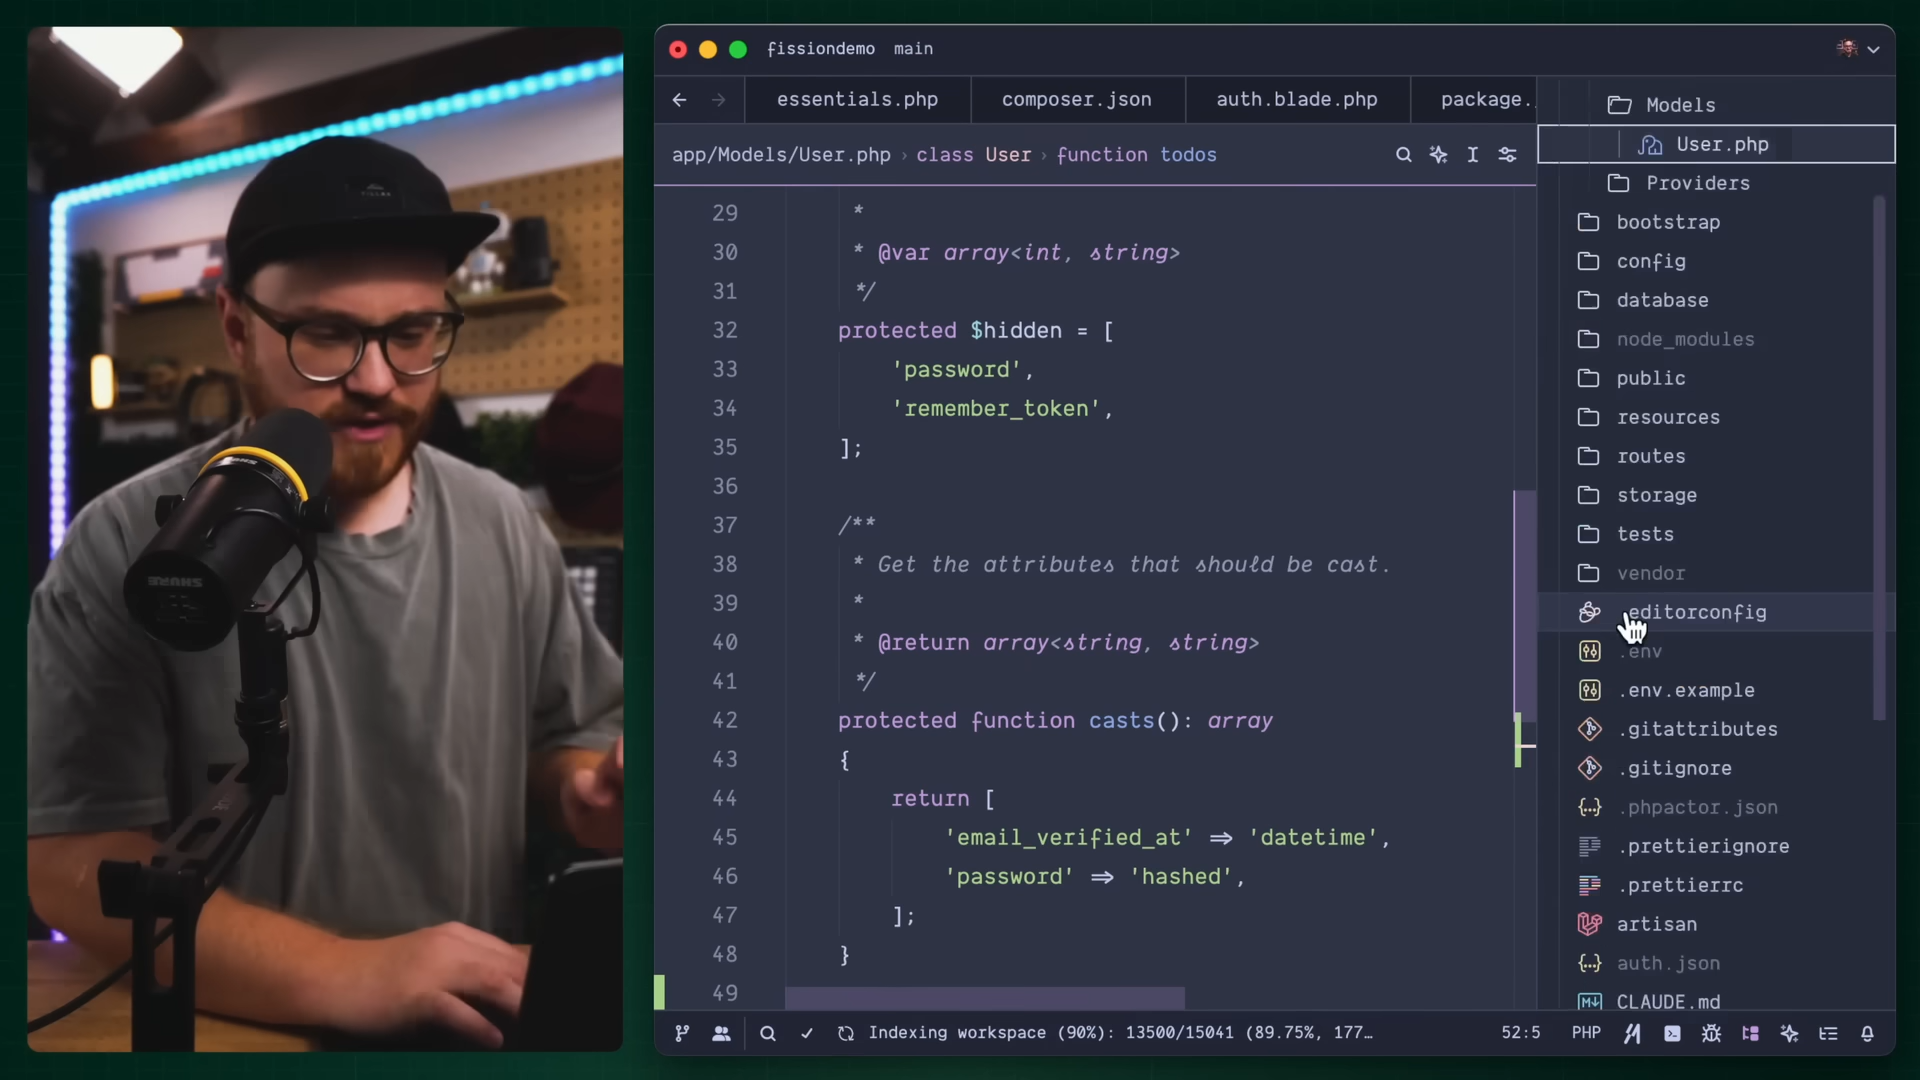 fissiondemo main
essentials.php composer.json auth.blade.php package.
app/Models/User.php › class User › function todos
29 *
30 * @var array<int, string>
31 */
32 protected $hidden = [
33 'password',
34 'remember_token',
35 ];
36
37 /**
38 * Get the attributes that should be cast.
39 *
40 * @return array<string, string>
41 */
42 protected function casts(): array
43 {
44 return [
45 'email_verified_at' => 'datetime',
46 'password' => 'hashed',
47 ];
48 }
49
Models
User.php
Providers
bootstrap
config
database
node_modules
public
resources
routes
storage
tests
vendor
editorconfig
.env
.env.example
.gitattributes
.gitignore
.phpactor.json
.prettierignore
.prettierrc
artisan
auth.json
CLAUDE.md
Indexing workspace (90%): 13500/15041 (89.75%, 177… 52:5 PHP
SHURE